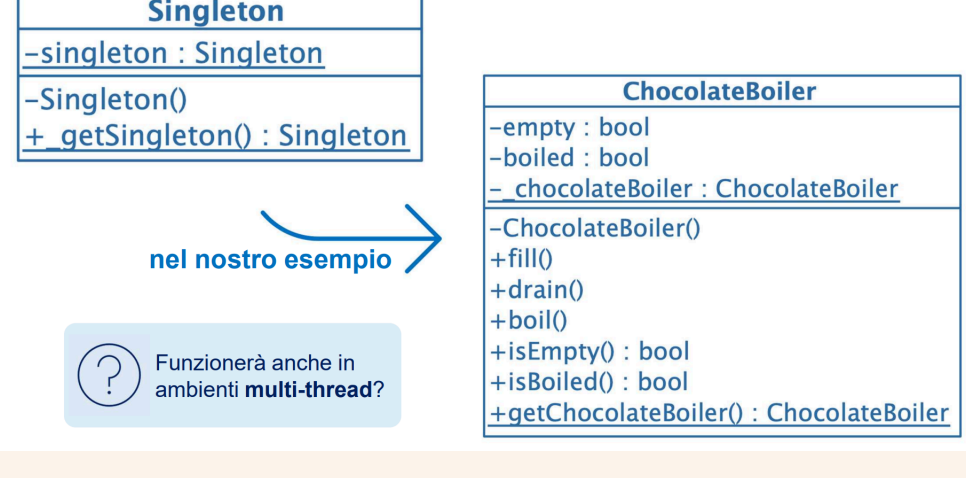 Singleton
-singleton : Singleton
-Singleton()
+_getSingleton() : Singleton
nel nostro esempio
Funzionerà anche in
ambienti multi-thread?
ChocolateBoiler
-empty : bool
-boiled : bool
-_chocolateBoiler : ChocolateBoiler
-ChocolateBoiler()
+fill()
+drain()
+boil()
+isEmpty() : bool
+isBoiled() : bool
+getChocolateBoiler() : ChocolateBoiler